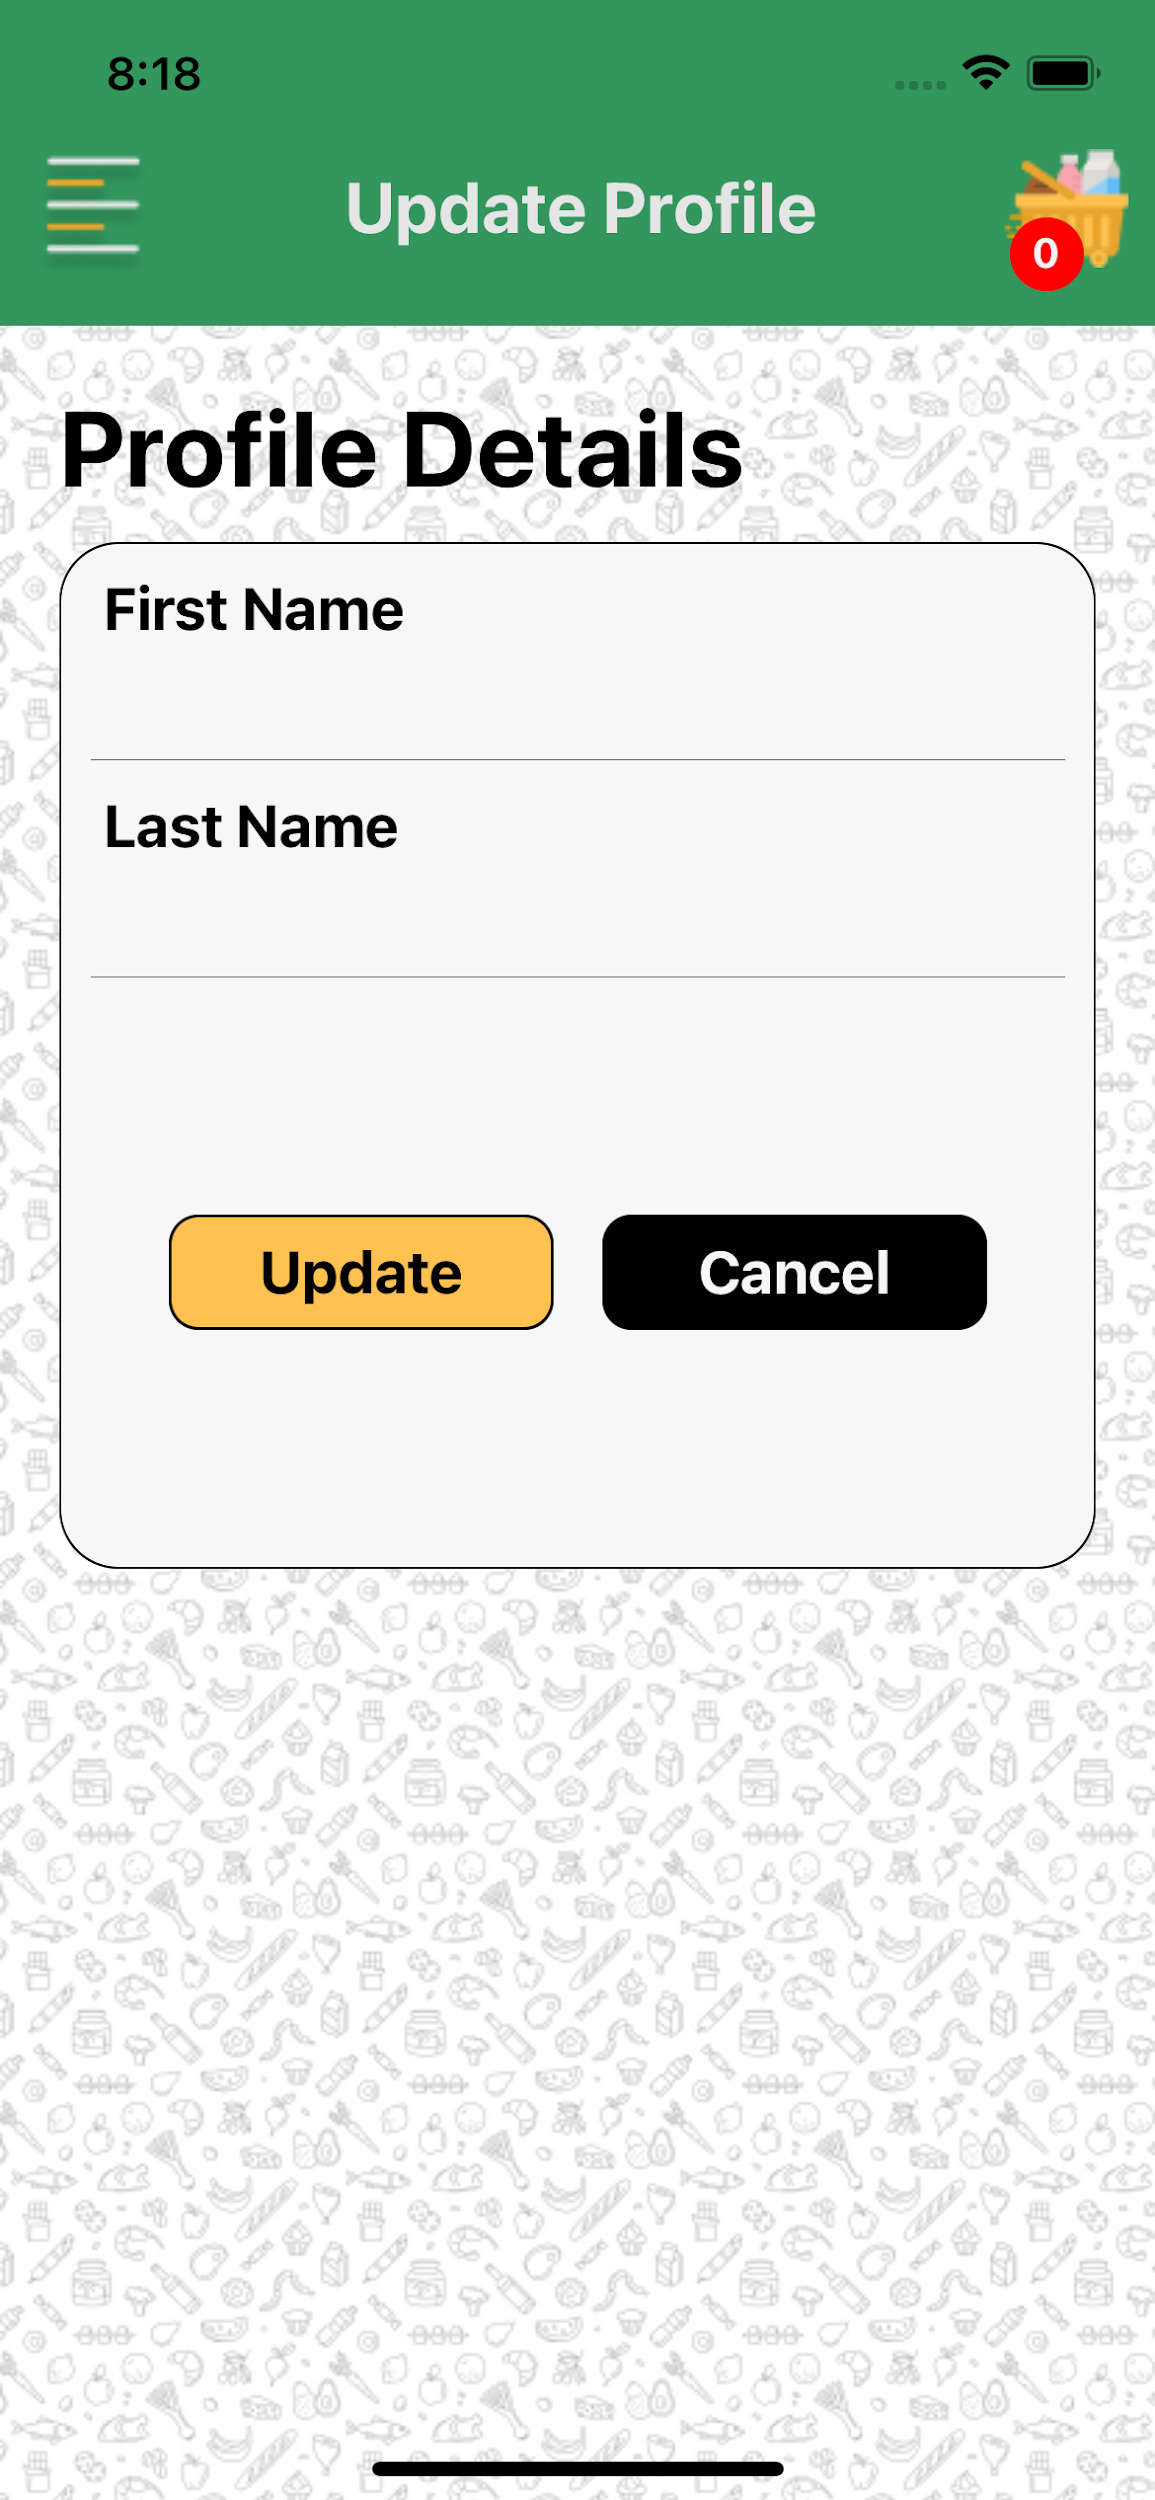 8:18
Update Profile
0
Profile Details
First Name
Last Name
Update
Cancel